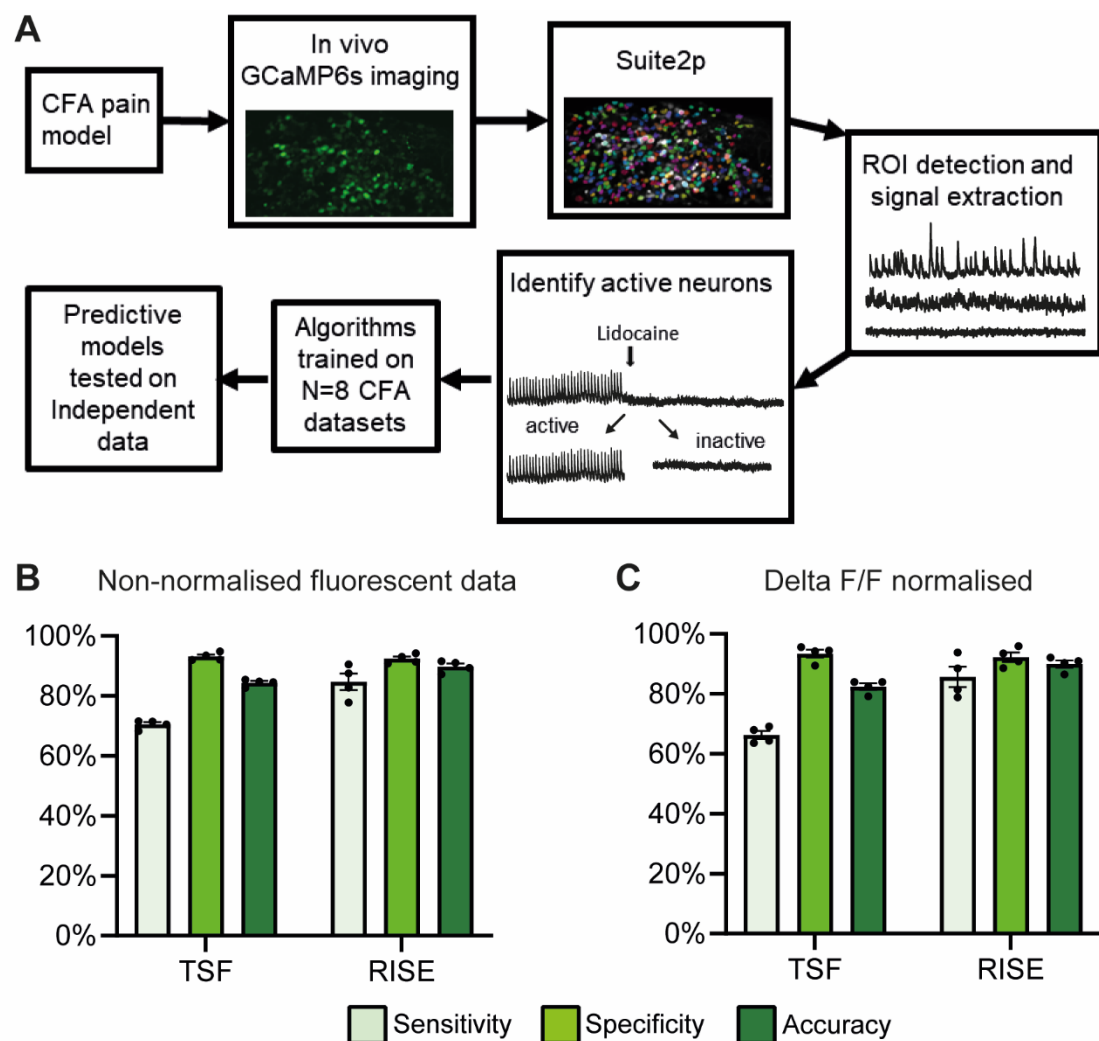 A
CFA pain
model
In vivo
GCaMP6s imaging
Suite2p
ROI detection and
signal extraction
Identify active neurons
Lidocaine
active
inactive
Algorithms
trained on
N=8 CFA
datasets
Predictive
models
tested on
Independent
data
B Non-normalised fluorescent data
100%
80%
60%
40%
20%
0%
TSF RISE
C Delta F/F normalised
100%
80%
60%
40%
20%
0%
TSF RISE
Sensitivity Specificity Accuracy